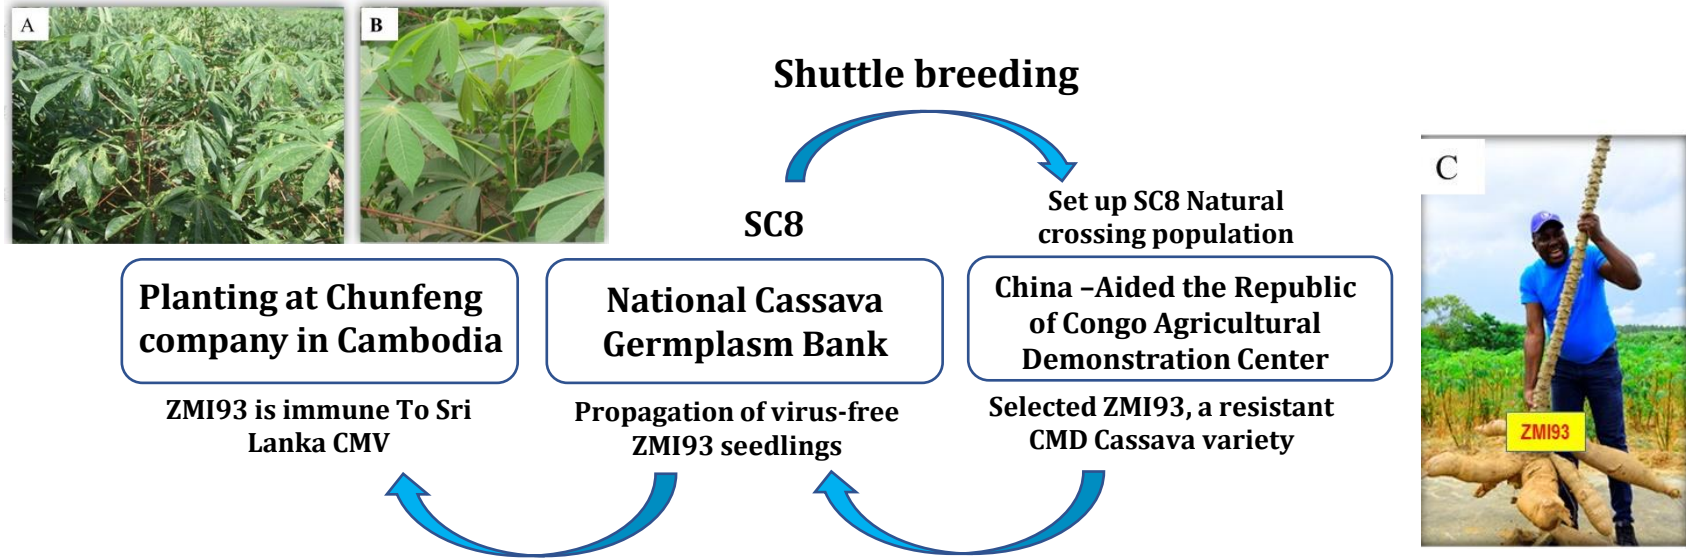 A
B
Shuttle breeding
C
SC8
Set up SC8 Natural
crossing population
Planting at Chunfeng
company in Cambodia
National Cassava
Germplasm Bank
China –Aided the Republic
of Congo Agricultural
Demonstration Center
ZMI93 is immune To Sri
Lanka CMV
Propagation of virus-free
ZMI93 seedlings
Selected ZMI93, a resistant
CMD Cassava variety
ZMI93